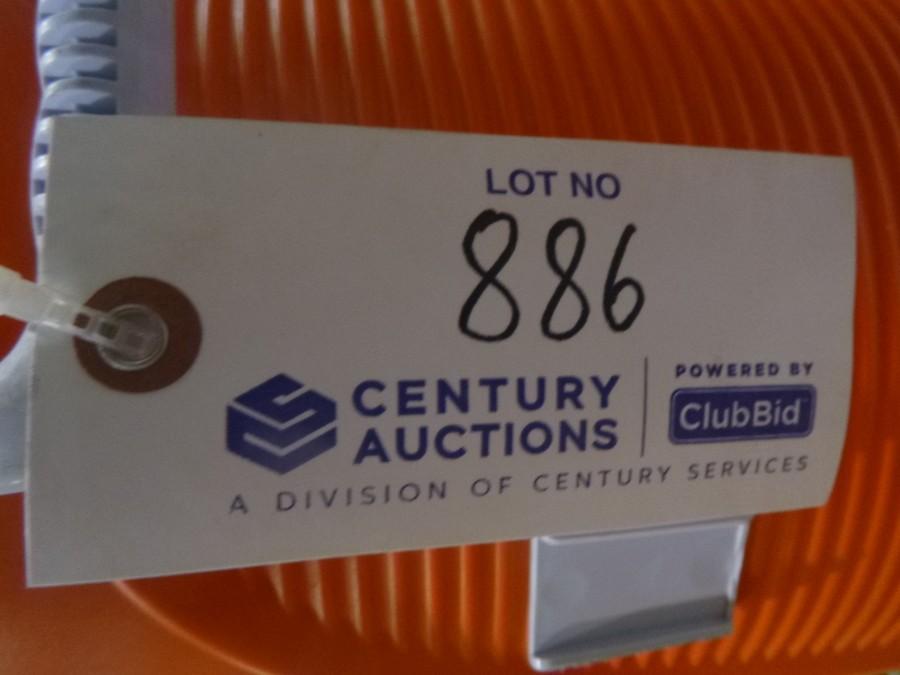 LOT NO
886
CENTURY
AUCTIONS
POWERED BY
ClubBid
A DIVISION OF CENTURY SERVICES